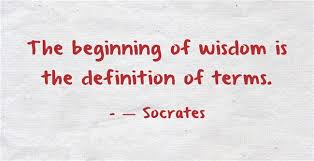 The beginning of wisdom is
the definition of terms.
- — Socrates